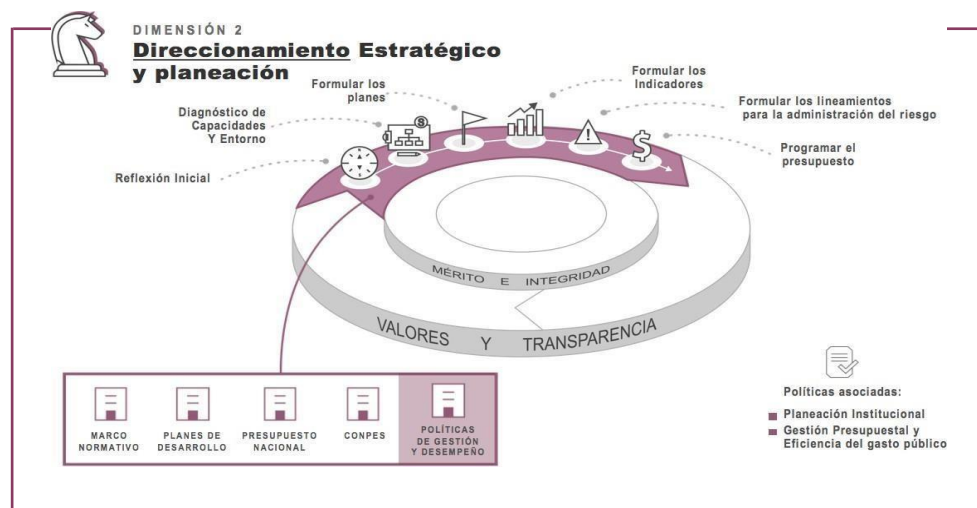 DIMENSIÓN 2
Direccionamiento Estratégico
y planeación
Formular los
planes
Formular los
Indicadores
Diagnóstico de
Capacidades
Y Entorno
Formular los lineamientos
para la administración del riesgo
Reflexión Inicial
Programar el
presupuesto
MÉRITO E INTEGRIDAD
VALORES Y TRANSPARENCIA
MARCO
NORMATIVO
PLANES DE
DESARROLLO
PRESUPUESTO
NACIONAL
CONPES
POLÍTICAS
DE GESTIÓN
Y DESEMPEÑO
Políticas asociadas:
Planeación Institucional
Gestión Presupuestal y
Eficiencia del gasto público